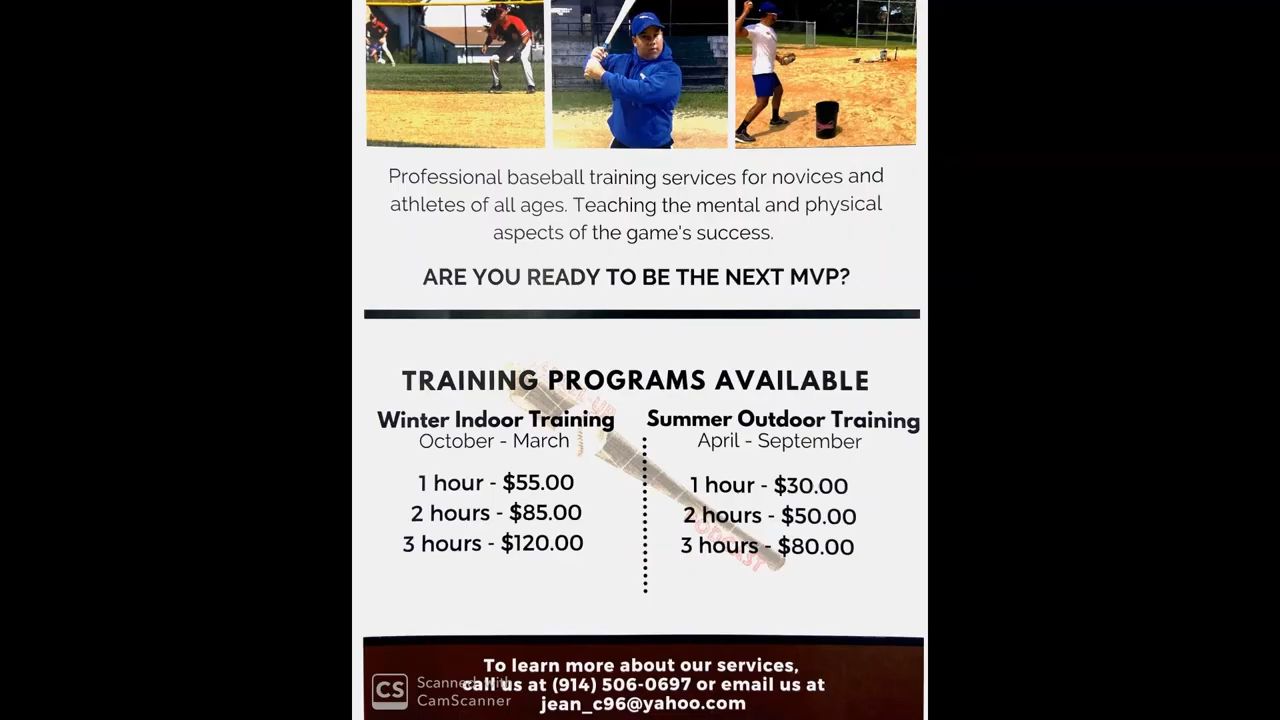 Professional baseball training services for novices and
athletes of all ages. Teaching the mental and physical
aspects of the game's success.
ARE YOU READY TO BE THE NEXT MVP?
TRAINING PROGRAMS AVAILABLE
Winter Indoor Training
October - March
1 hour - $55.00
2 hours - $85.00
3 hours - $120.00
Summer Outdoor Training
April - September
1 hour - $30.00
2 hours - $50.00
3 hours - $80.00
PODCAST
To learn more about our services,
call us at (914) 506-0697 or email us at
jean_c96@yahoo.com
CS
Scanned with
CamScanner